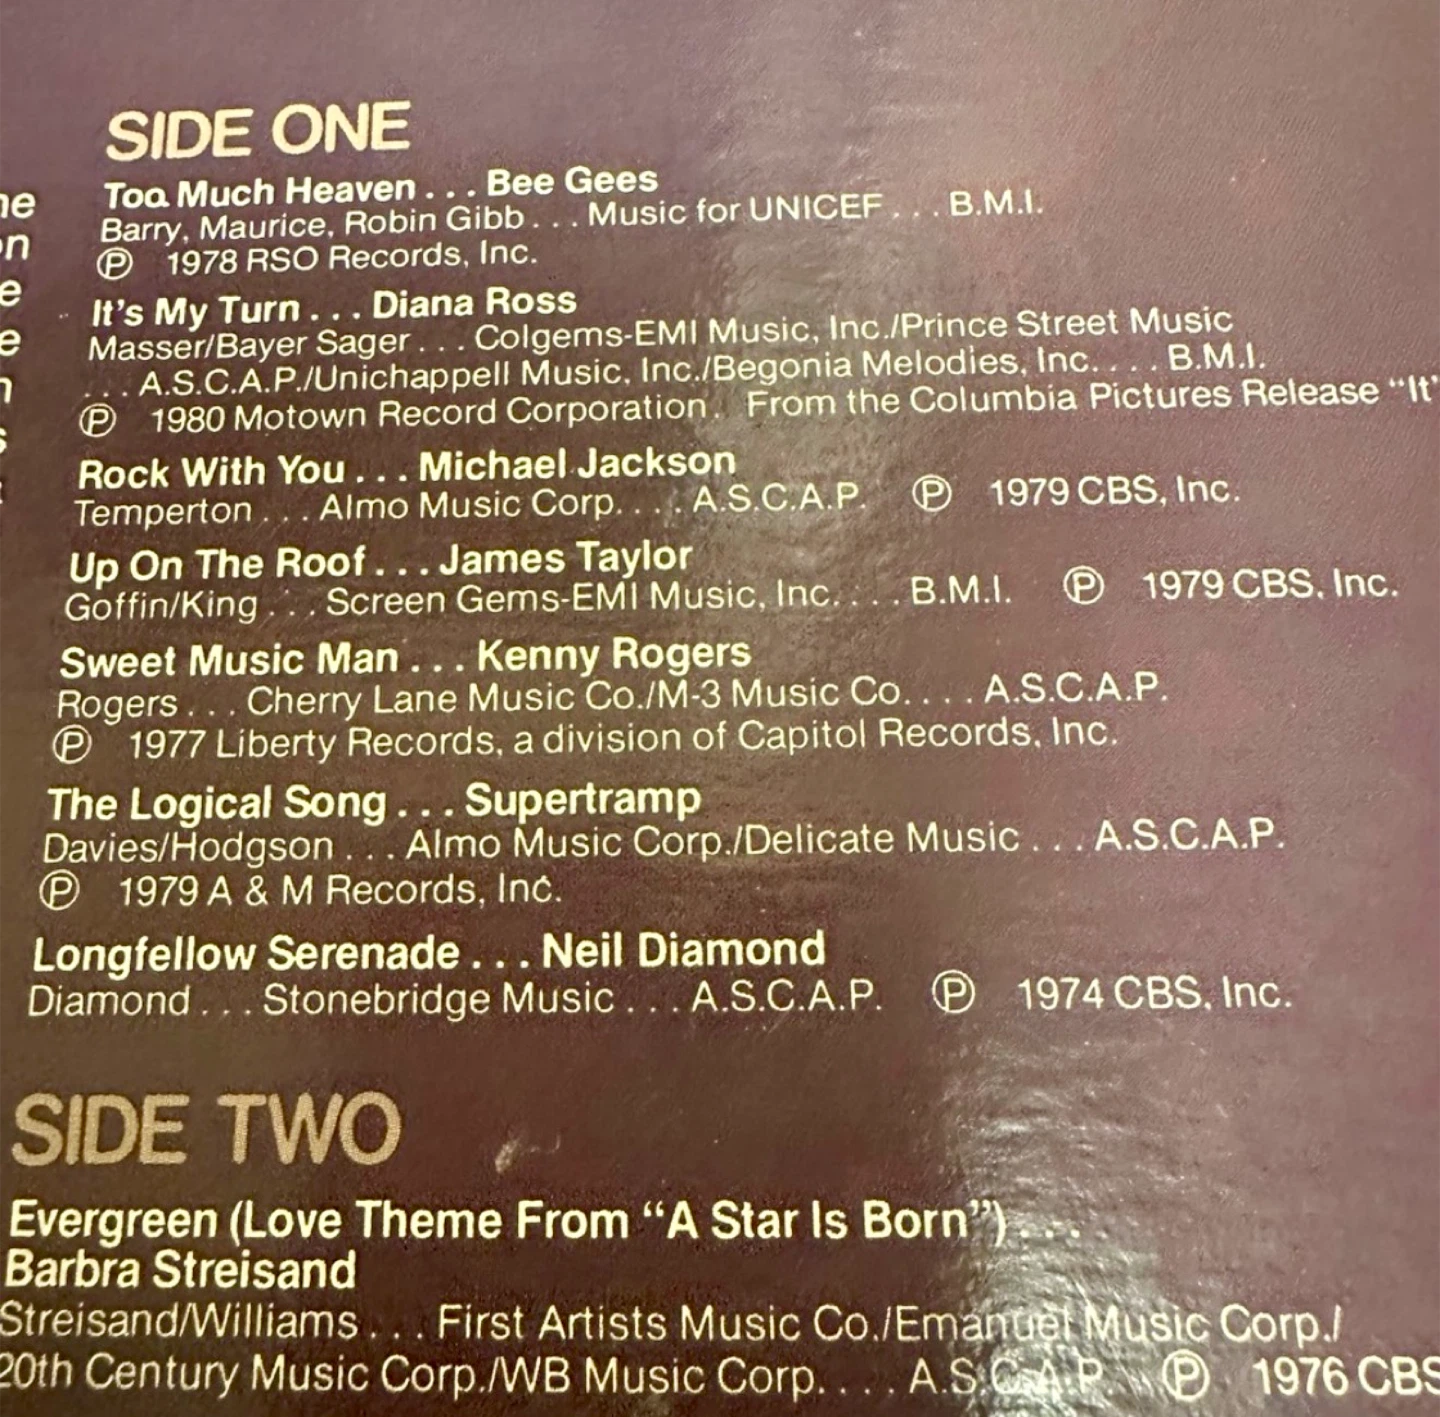 SIDE ONE
Too Much Heaven . . . Bee Gees
Barry, Maurice, Robin Gibb . . . Music for UNICEF . . . B.M.I.
Ⓟ 1978 RSO Records, Inc.
It's My Turn . . . Diana Ross
Masser/Bayer Sager . . . Colgems-EMI Music, Inc./Prince Street Music
. . . A.S.C.A.P./Unichappell Music, Inc./Begonia Melodies, Inc. . . . B.M.I.
Ⓟ 1980 Motown Record Corporation. From the Columbia Pictures Release "It'
Rock With You . . . Michael Jackson
Temperton . . . Almo Music Corp. . . . A.S.C.A.P. Ⓟ 1979 CBS, Inc.
Up On The Roof . . . James Taylor
Goffin/King . . . Screen Gems-EMI Music, Inc. . . . B.M.I. Ⓟ 1979 CBS, Inc.
Sweet Music Man . . . Kenny Rogers
Rogers . . . Cherry Lane Music Co./M-3 Music Co. . . . A.S.C.A.P.
Ⓟ 1977 Liberty Records, a division of Capitol Records, Inc.
The Logical Song . . . Supertramp
Davies/Hodgson . . . Almo Music Corp./Delicate Music . . . A.S.C.A.P.
Ⓟ 1979 A & M Records, Inc.
Longfellow Serenade . . . Neil Diamond
Diamond . . . Stonebridge Music . . . A.S.C.A.P. Ⓟ 1974 CBS, Inc.
SIDE TWO
Evergreen (Love Theme From "A Star Is Born") . . .
Barbra Streisand
Streisand/Williams . . . First Artists Music Co./Emanuel Music Corp./
20th Century Music Corp./WB Music Corp. . . . A.S.C.A.P. Ⓟ 1976 CBS